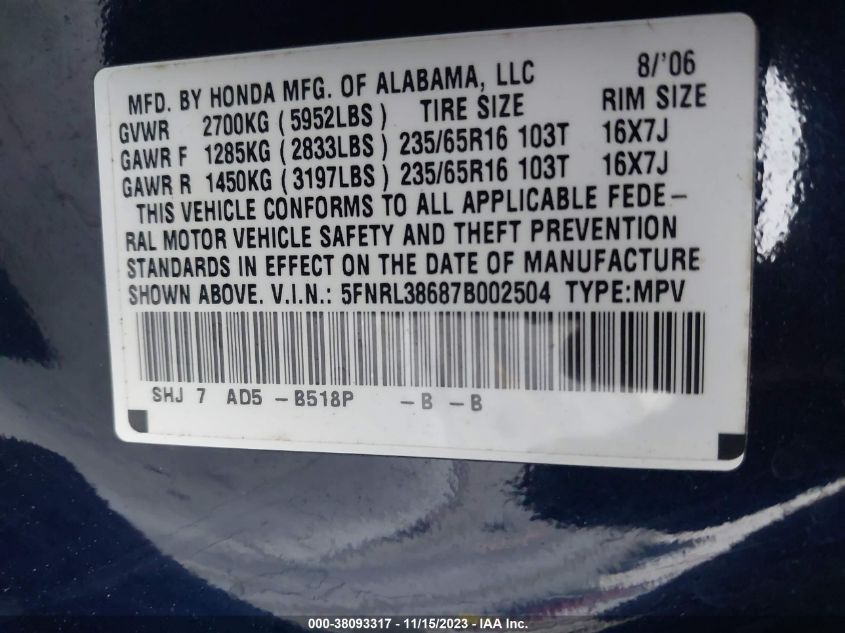 MFD. BY HONDA MFG. OF ALABAMA, LLC 8/'06
GVWR 2700KG (5952LBS) TIRE SIZE RIM SIZE
GAWR F 1285KG (2833LBS) 235/65R16 103T 16X7J
GAWR R 1450KG (3197LBS) 235/65R16 103T 16X7J
THIS VEHICLE CONFORMS TO ALL APPLICABLE FEDE-
RAL MOTOR VEHICLE SAFETY AND THEFT PREVENTION
STANDARDS IN EFFECT ON THE DATE OF MANUFACTURE
SHOWN ABOVE. V.I.N.: 5FNRL38687B002504 TYPE:MPV
SHJ 7 AD5 -B518P -B -B
000-38093317 - 11/15/2023 - IAA Inc.